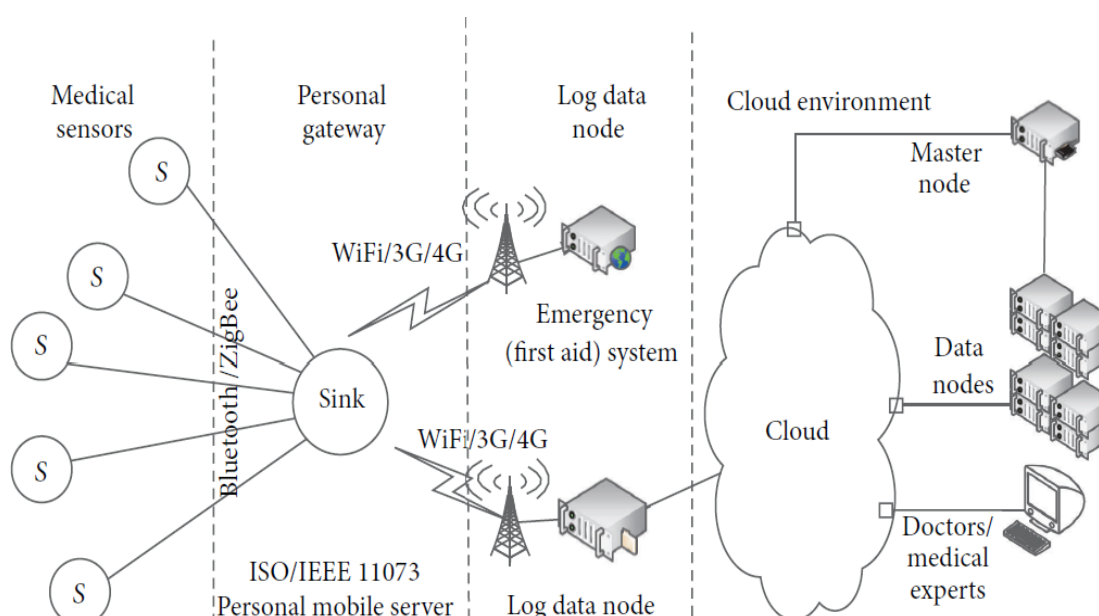 Medical
sensors
Personal
gateway
Log data
node
Cloud environment
Master
node
S
S
S
S
S
Bluetooth /ZigBee
Sink
WiFi/3G/4G
WiFi/3G/4G
Emergency
(first aid) system
Cloud
Data
nodes
Doctors/
medical
experts
ISO/IEEE 11073
Personal mobile server
Log data node